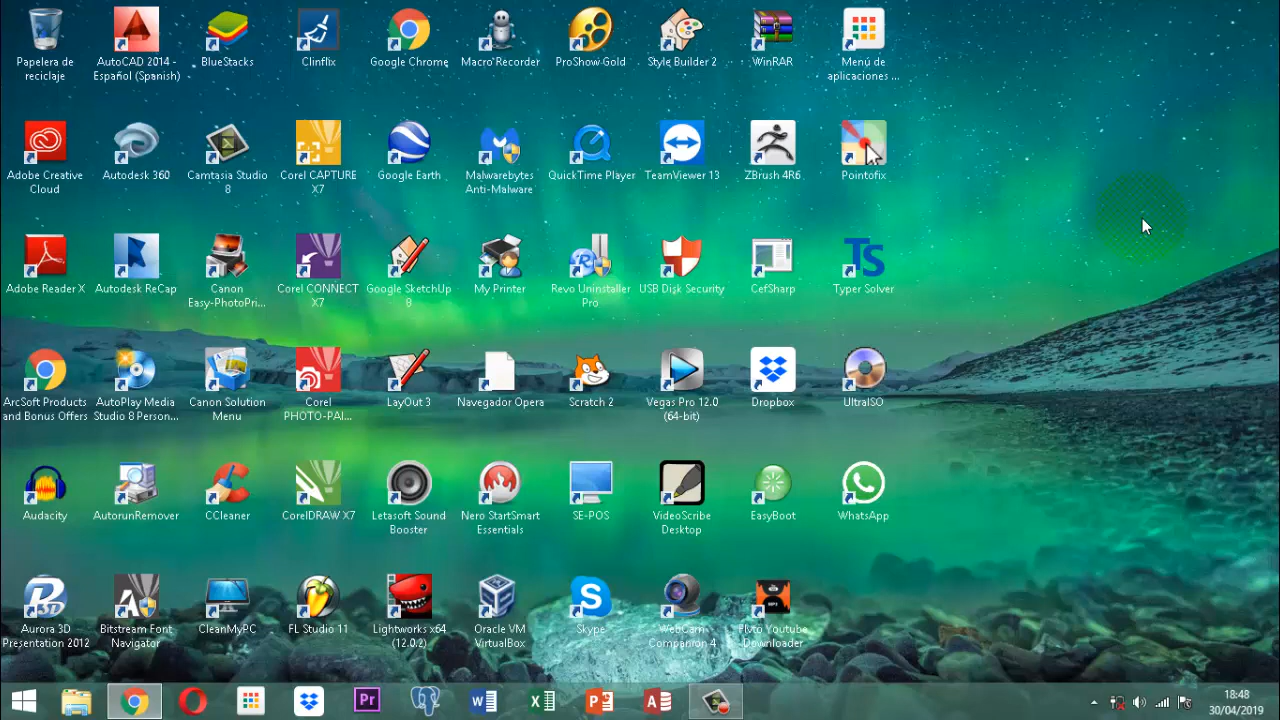 Papelera de
reciclaje
AutoCAD 2014 -
Español (Spanish)
BlueStacks
Clinflix
Google Chrome
Macro Recorder
ProShow Gold
Style Builder 2
WinRAR
Menú de
aplicaciones ...
Adobe Creative
Cloud
Autodesk 360
Camtasia Studio
8
Corel CAPTURE
X7
Google Earth
Malwarebytes
Anti-Malware
QuickTime Player
TeamViewer 13
ZBrush 4R6
Pointofix
Adobe Reader X
Autodesk ReCap
Canon
Easy-PhotoPri...
Corel CONNECT
X7
Google SketchUp
8
My Printer
Revo Uninstaller
Pro
USB Disk Security
CefSharp
TS
Typer Solver
ArcSoft Products
and Bonus Offers
AutoPlay Media
Studio 8 Person...
Canon Solution
Menu
Corel
PHOTO-PAI...
LayOut 3
Navegador Opera
Scratch 2
Vegas Pro 12.0
(64-bit)
Dropbox
UltraISO
Audacity
AutorunRemover
CCleaner
CorelDRAW X7
Letasoft Sound
Booster
Nero StartSmart
Essentials
SE-POS
VideoScribe
Desktop
EasyBoot
WhatsApp
Aurora 3D
Presentation 2012
Bitstream Font
Navigator
CleanMyPC
FL Studio 11
Lightworks x64
(12.0.2)
Oracle VM
VirtualBox
Skype
WebCam
Companion 4
Flvto Youtube
Downloader
Pr
18:48
30/04/2019